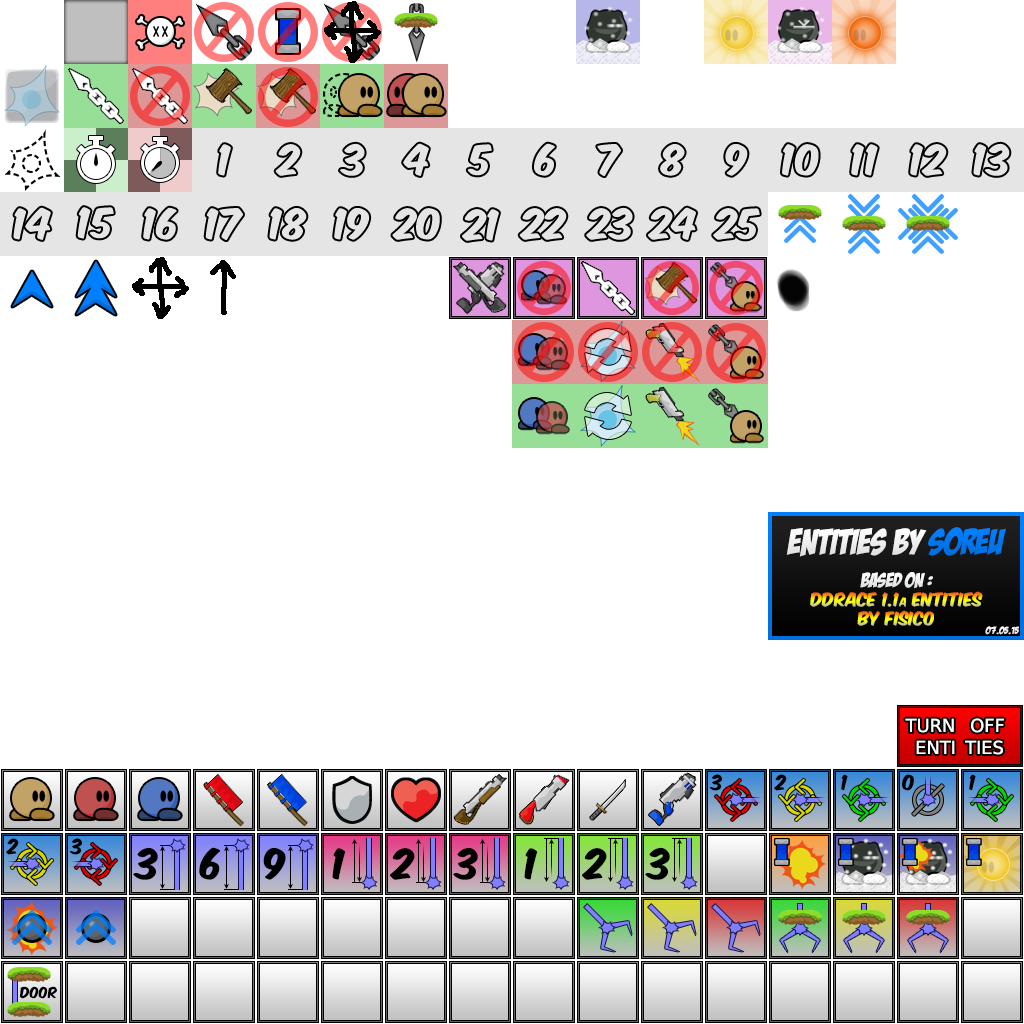 1 2 3 4 5 6 7 8 9 10 11 12 13
14 15 16 17 18 19 20 21 22 23 24 25
ENTITIES BY SOREU
BASED ON :
DDRACE 1.1A ENTITIES
BY FISICO
07.05.15
TURN OFF
ENTI TIES
3 2 1 0 1
2 3 3 6 9 1 2 3 1 2 3
DOOR